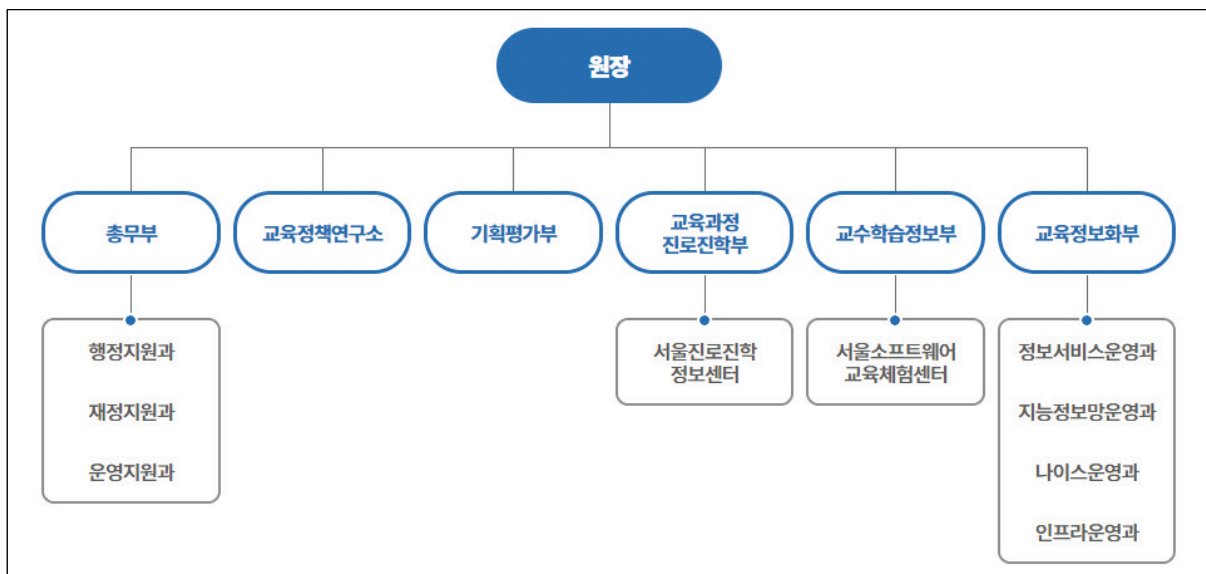 원장
총무부
교육정책연구소
기획평가부
교육과정
진로진학부
교수학습정보부
교육정보화부
행정지원과
재정지원과
운영지원과
서울진로진학
정보센터
서울소프트웨어
교육체험센터
정보서비스운영과
지능정보망운영과
나이스운영과
인프라운영과